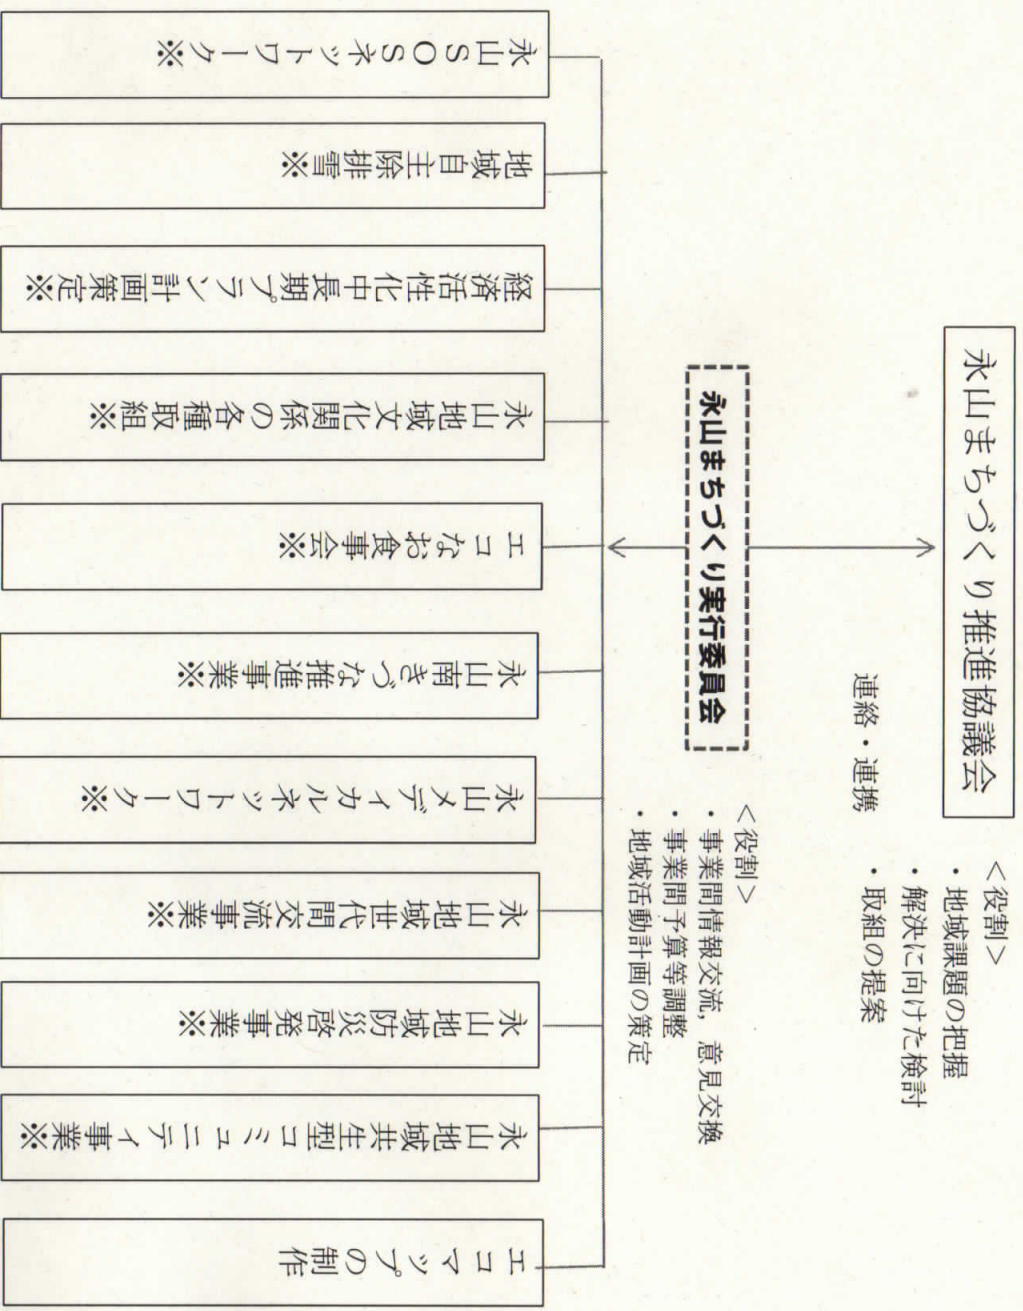 永山まちづくり推進協議会
＜役割＞
・地域課題の把握
・解決に向けた検討
・取組の提案
連絡・連携
永山まちづくり実行委員会
＜役割＞
・事業間情報交流，意見交換
・事業間予算等調整
・地域活動計画の策定
永山ＳＯＳネットワーク※
地域自主除排雪※
経済活性化中長期プラン計画策定※
永山地域文化関係の各種取組※
エコなお食事会※
永山南きづな推進事業※
永山メディカルネットワーク※
永山地域世代間交流事業※
永山地域防災啓発事業※
永山地域共生型コミュニティ事業※
エコマップの制作